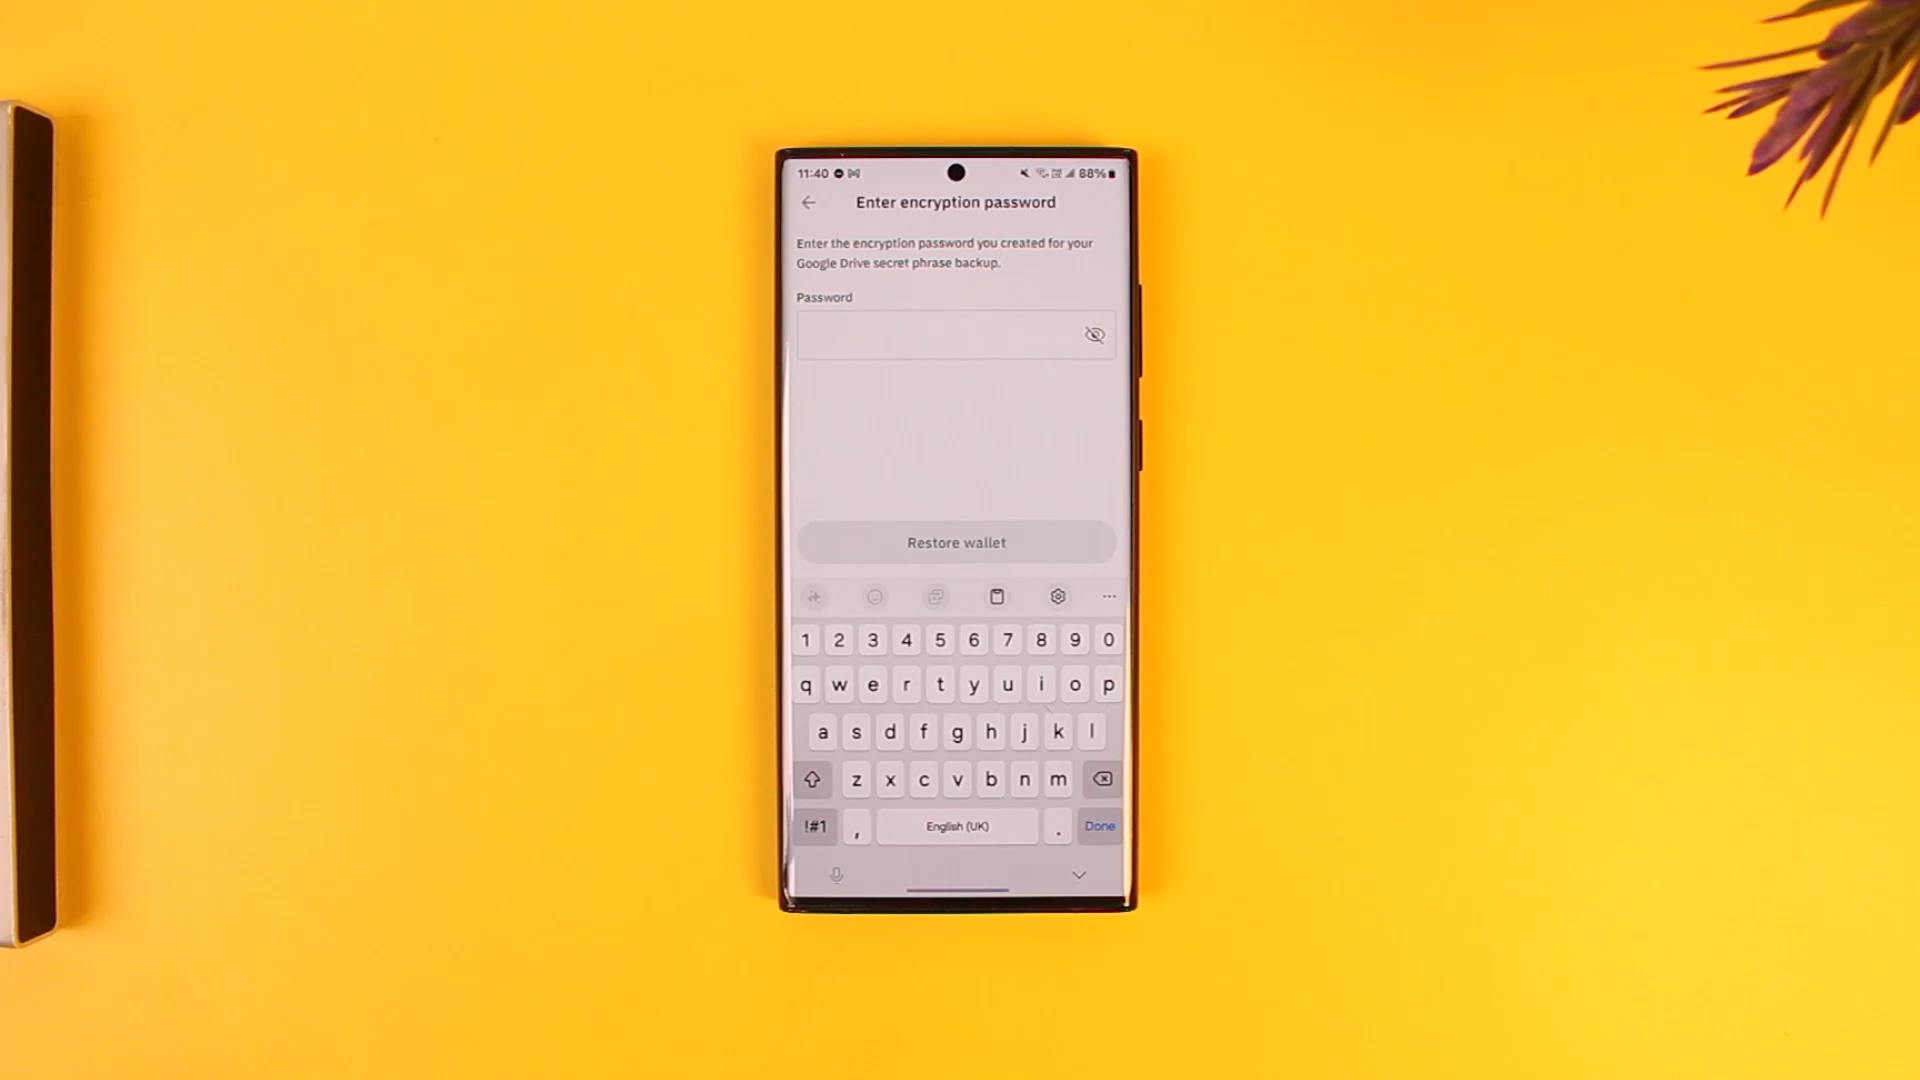 11:40 88%
Enter encryption password
Enter the encryption password you created for your
Google Drive secret phrase backup.
Password
Restore wallet
1 2 3 4 5 6 7 8 9 0
q w e r t y u i o p
a s d f g h j k l
z x c v b n m
!#1 , English (UK) . Done